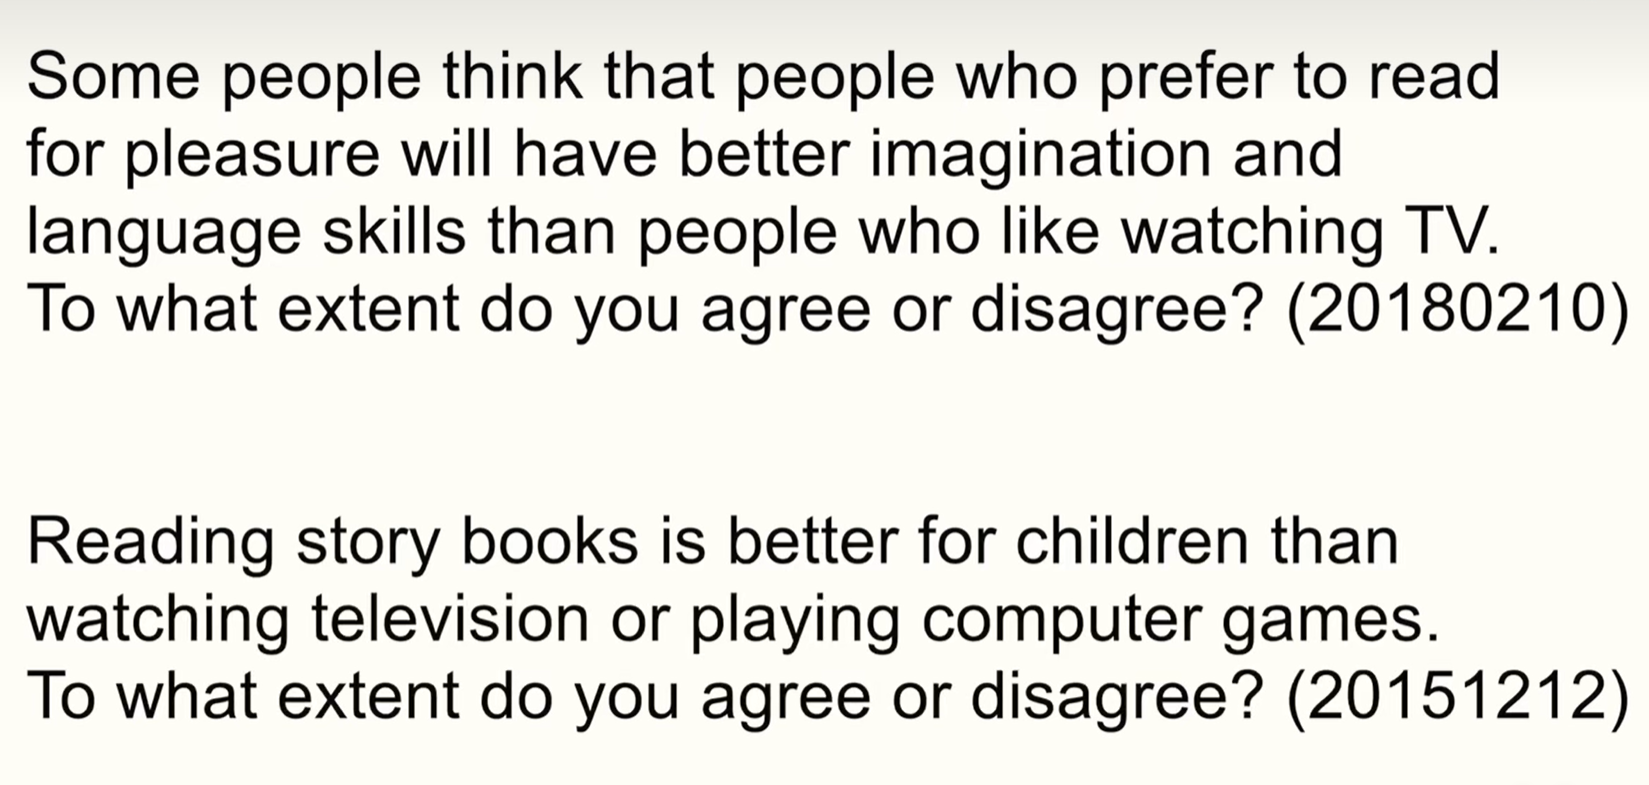 Some people think that people who prefer to read
for pleasure will have better imagination and
language skills than people who like watching TV.
To what extent do you agree or disagree? (20180210)
Reading story books is better for children than
watching television or playing computer games.
To what extent do you agree or disagree? (20151212)